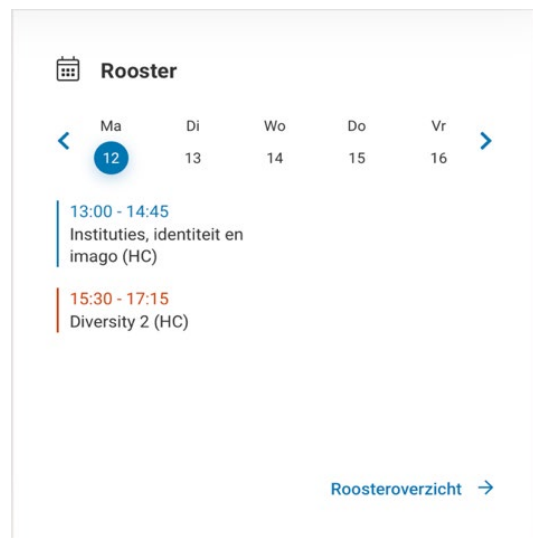 Rooster
Ma Di Wo Do Vr
12 13 14 15 16
13:00 - 14:45
Instituties, identiteit en
imago (HC)
15:30 - 17:15
Diversity 2 (HC)
Roosteroverzicht